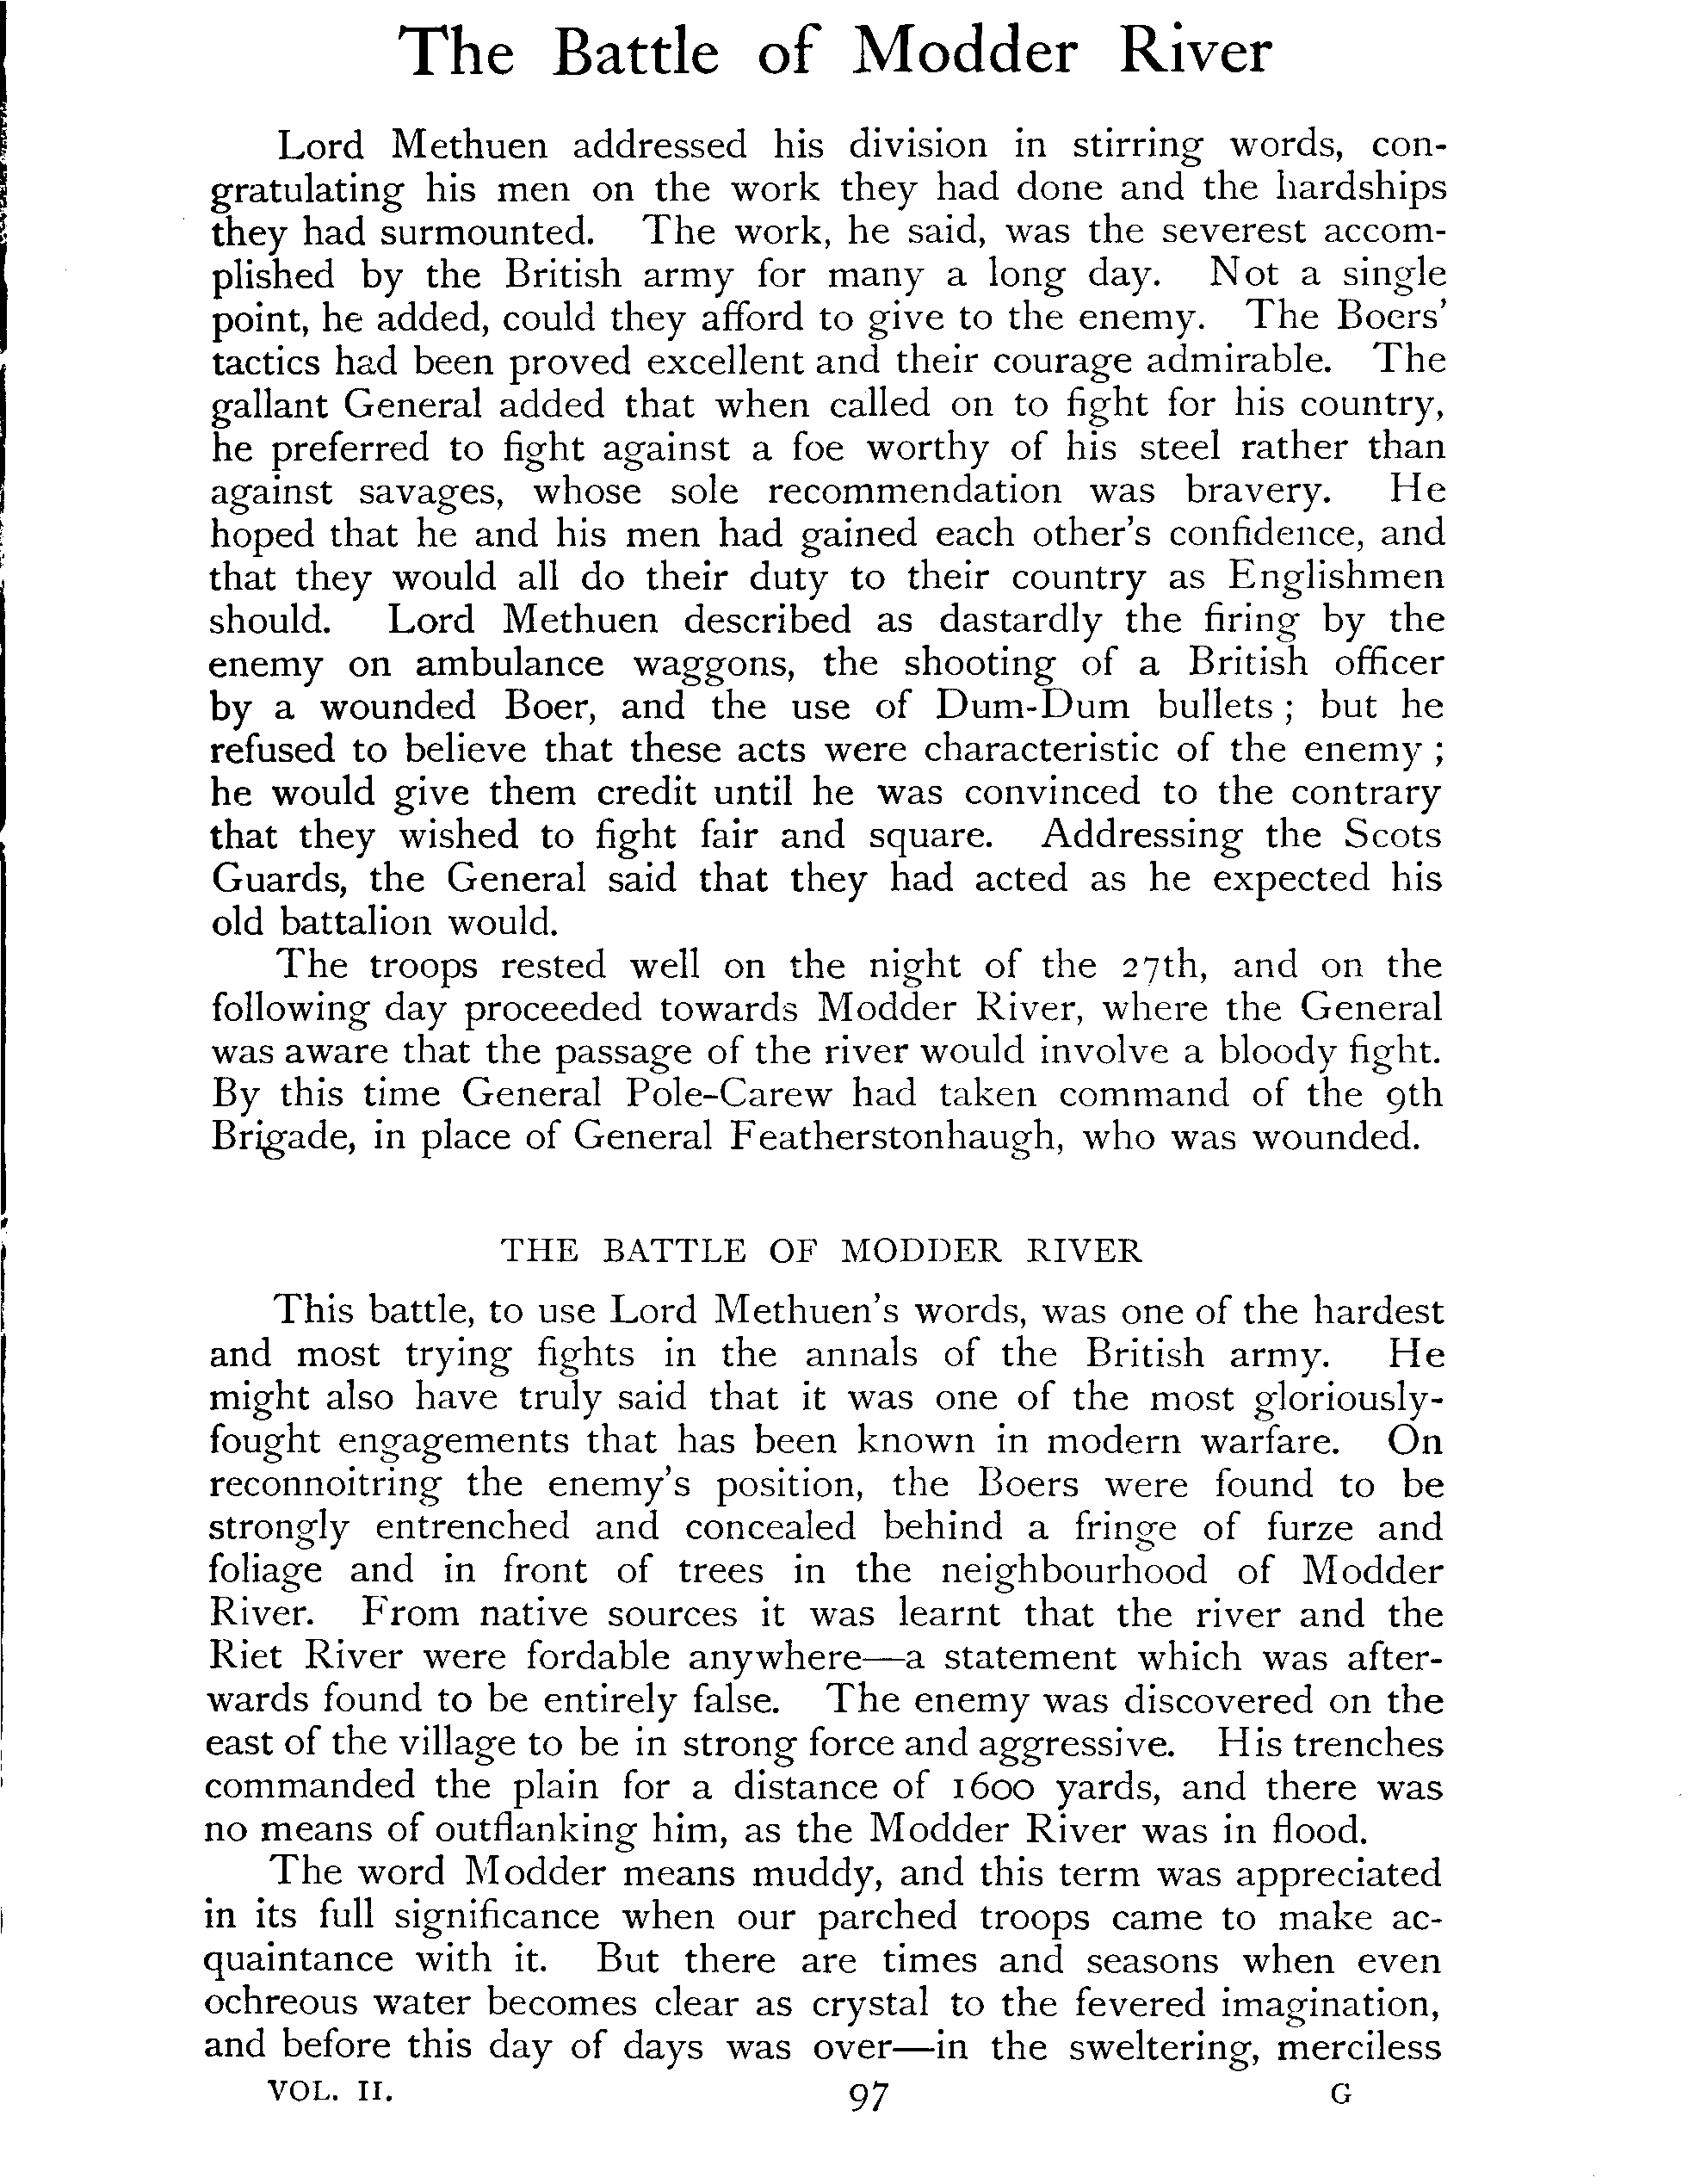 The Battle of Modder River
Lord Methuen addressed his division in stirring words, con-
gratulating his men on the work they had done and the hardships
they had surmounted. The work, he said, was the severest accom-
plished by the British army for many a long day. Not a single
point, he added, could they afford to give to the enemy. The Boers'
tactics had been proved excellent and their courage admirable. The
gallant General added that when called on to fight for his country,
he preferred to fight against a foe worthy of his steel rather than
against savages, whose sole recommendation was bravery. He
hoped that he and his men had gained each other's confidence, and
that they would all do their duty to their country as Englishmen
should. Lord Methuen described as dastardly the firing by the
enemy on ambulance waggons, the shooting of a British officer
by a wounded Boer, and the use of Dum-Dum bullets ; but he
refused to believe that these acts were characteristic of the enemy ;
he would give them credit until he was convinced to the contrary
that they wished to fight fair and square. Addressing the Scots
Guards, the General said that they had acted as he expected his
old battalion would.
The troops rested well on the night of the 27th, and on the
following day proceeded towards Modder River, where the General
was aware that the passage of the river would involve a bloody fight.
By this time General Pole-Carew had taken command of the 9th
Brigade, in place of General Featherstonhaugh, who was wounded.
THE BATTLE OF MODDER RIVER
This battle, to use Lord Methuen's words, was one of the hardest
and most trying fights in the annals of the British army. He
might also have truly said that it was one of the most gloriously-
fought engagements that has been known in modern warfare. On
reconnoitring the enemy's position, the Boers were found to be
strongly entrenched and concealed behind a fringe of furze and
foliage and in front of trees in the neighbourhood of Modder
River. From native sources it was learnt that the river and the
Riet River were fordable anywhere—a statement which was after-
wards found to be entirely false. The enemy was discovered on the
east of the village to be in strong force and aggressive. His trenches
commanded the plain for a distance of 1600 yards, and there was
no means of outflanking him, as the Modder River was in flood.
The word Modder means muddy, and this term was appreciated
in its full significance when our parched troops came to make ac-
quaintance with it. But there are times and seasons when even
ochreous water becomes clear as crystal to the fevered imagination,
and before this day of days was over—in the sweltering, merciless
VOL. II. 97 G